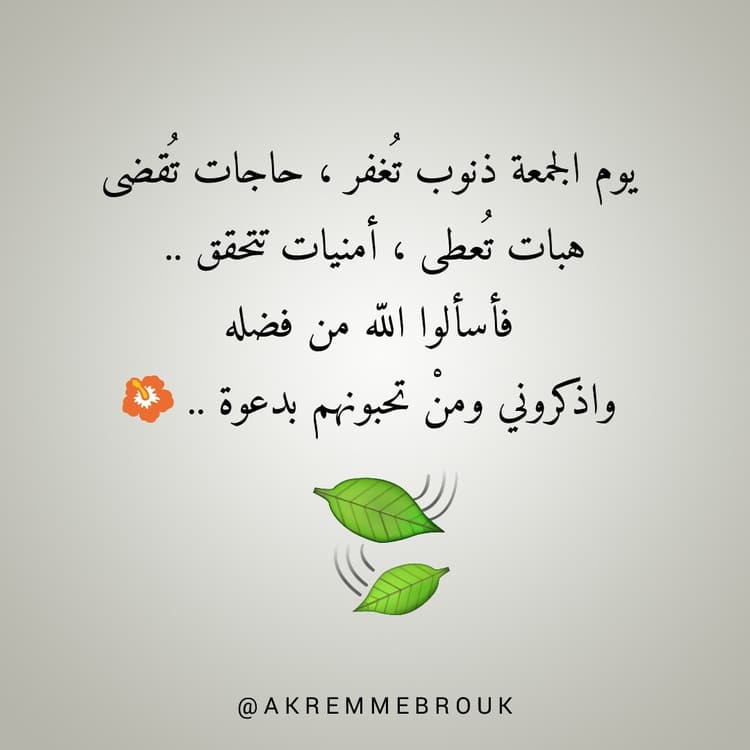 يوم الجمعة ذنوب تُغفر ، حاجات تُقضى
هبات تُعطى ، أمنيات تتحقق ..
فأسألوا الله من فضله
واذكروني ومنْ تحبونهم بدعوة .. 🌺
@AKREMMEBROUK